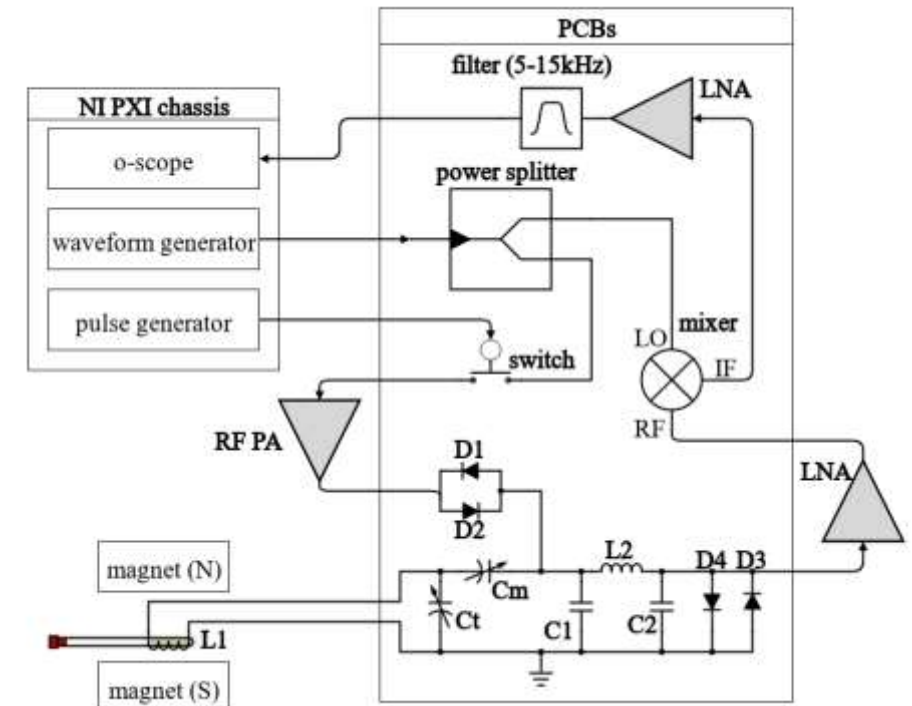 PCBs
filter (5-15kHz)
LNA
NI PXI chassis
o-scope
power splitter
waveform generator
pulse generator
switch
LO
mixer
IF
RF
RF PA
LNA
D1
D2
magnet (N)
L2
D4
D3
Cm
Ct
C1
C2
L1
magnet (S)